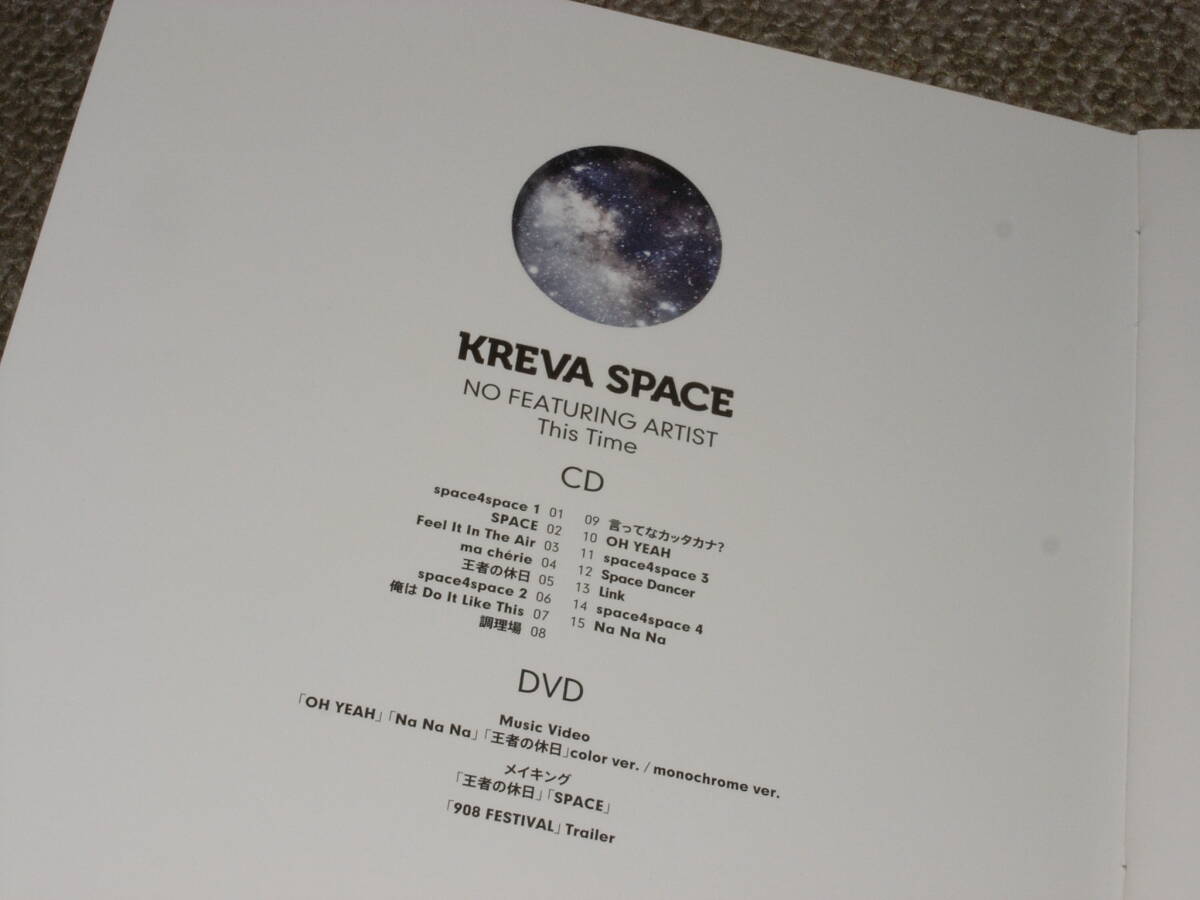 KREVA SPACE
NO FEATURING ARTIST
This Time
CD
space4space 1 01
SPACE 02
Feel It In The Air 03
ma chérie 04
王者の休日 05
space4space 2 06
俺は Do It Like This 07
調理場 08
09 言ってなカッタカナ?
10 OH YEAH
11 space4space 3
12 Space Dancer
13 Link
14 space4space 4
15 Na Na Na
DVD
Music Video
「OH YEAH」「Na Na Na」「王者の休日」color ver. / monochrome ver.
メイキング
「王者の休日」「SPACE」
「908 FESTIVAL」Trailer